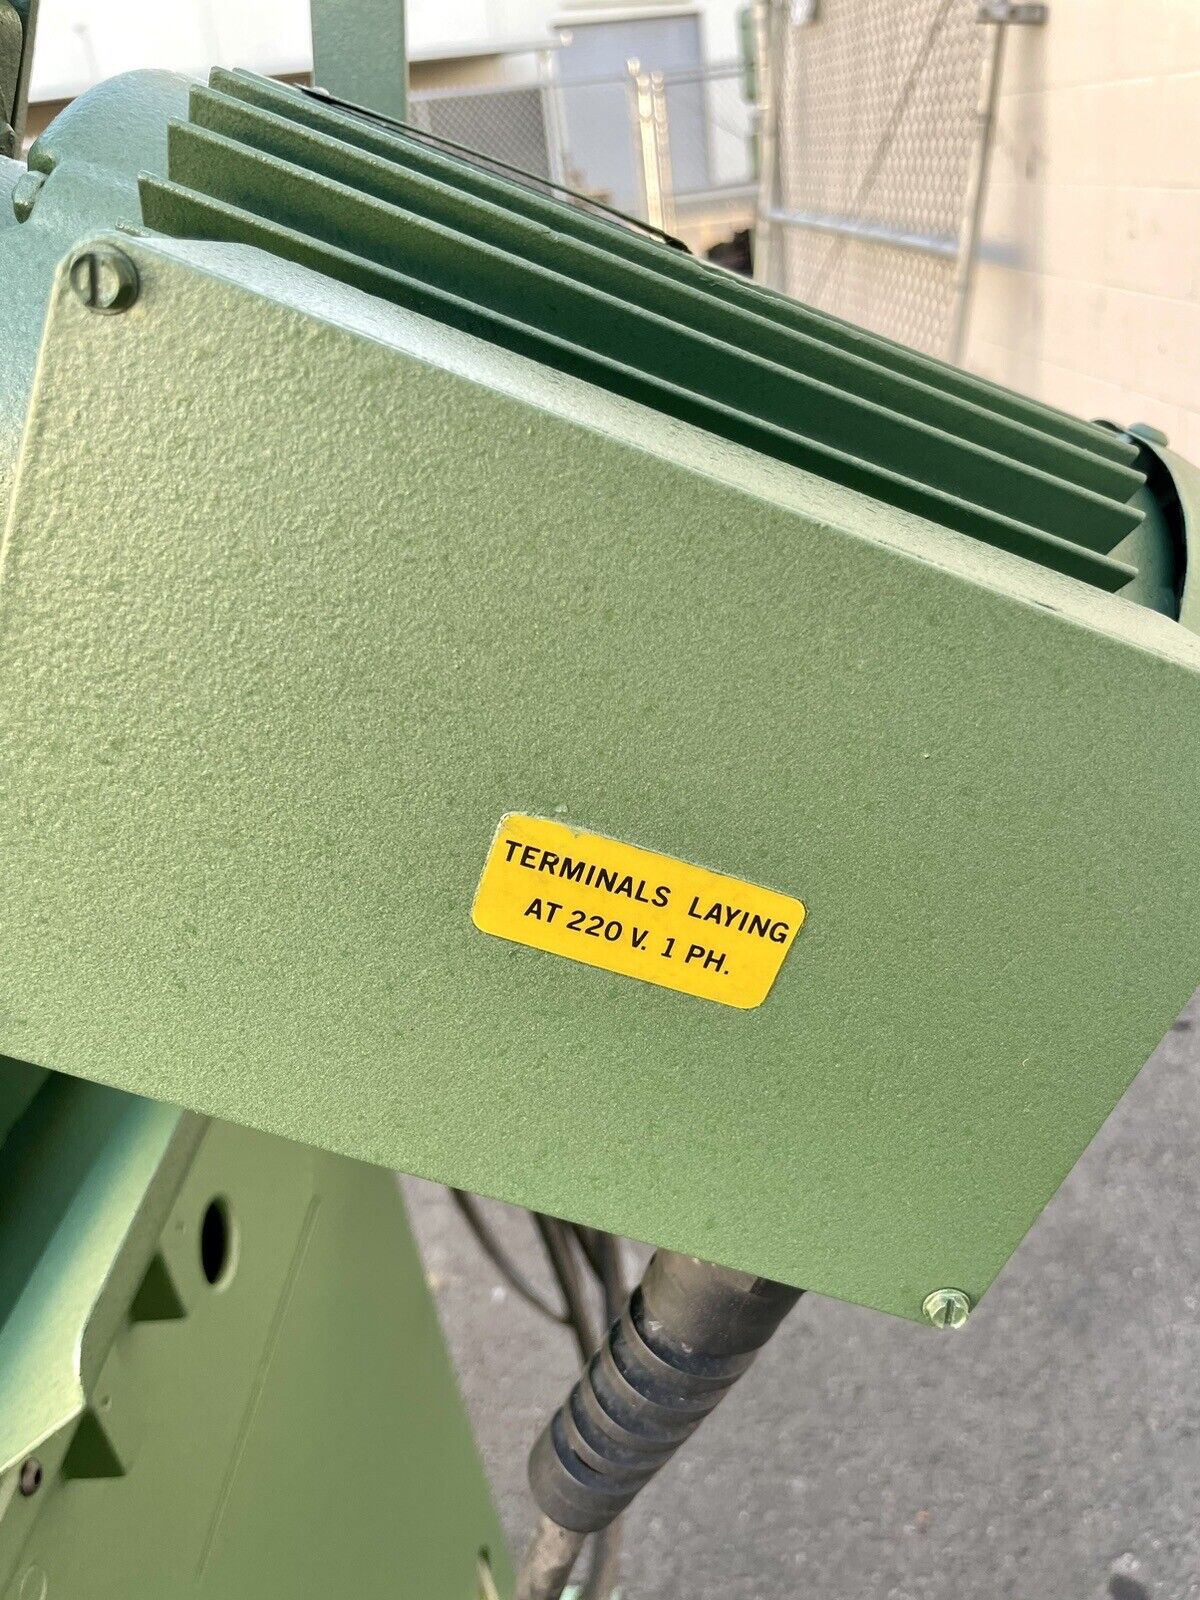 TERMINALS LAYING
AT 220 V. 1 PH.